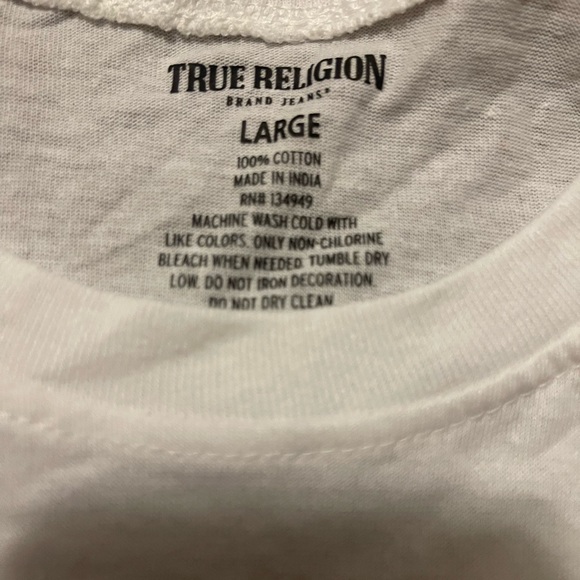 TRUE RELIGION
BRAND JEANS®
LARGE
100% COTTON
MADE IN INDIA
RN# 134949
MACHINE WASH COLD WITH
LIKE COLORS. ONLY NON-CHLORINE
BLEACH WHEN NEEDED. TUMBLE DRY
LOW. DO NOT IRON DECORATION.
DO NOT DRY CLEAN